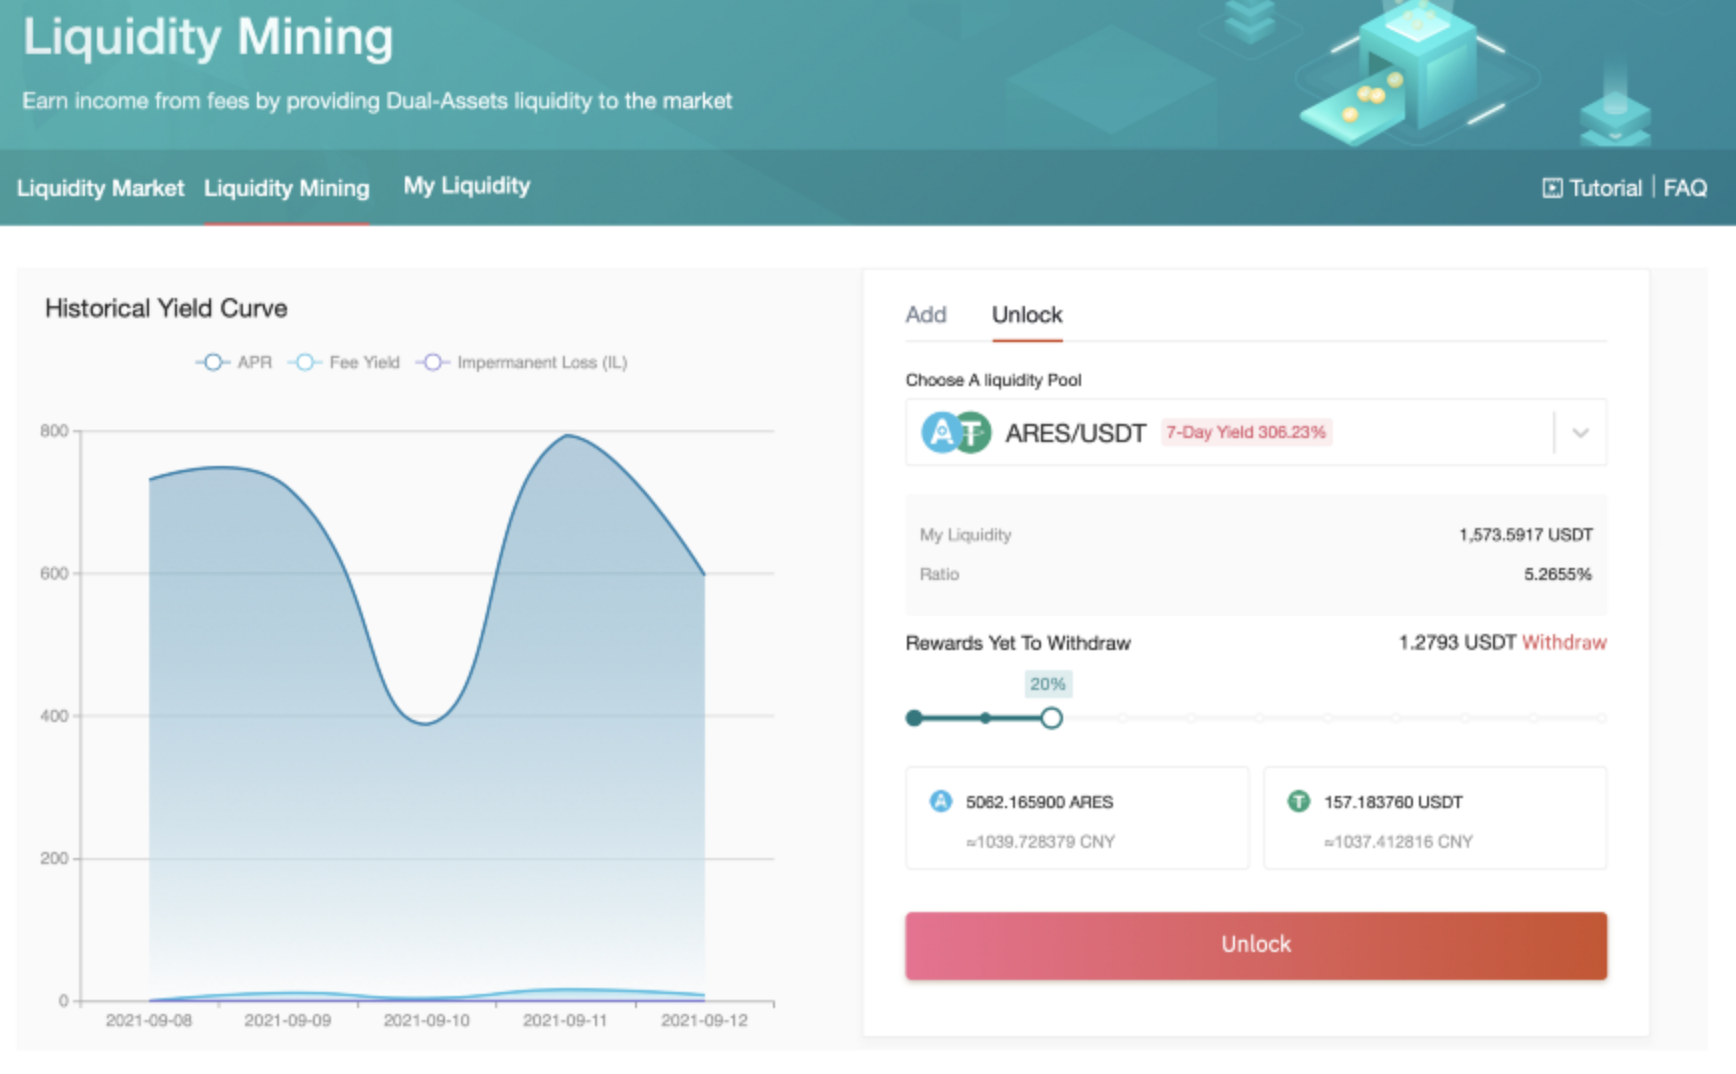 Liquidity Mining
Earn income from fees by providing Dual-Assets liquidity to the market
Liquidity Market Liquidity Mining My Liquidity Tutorial | FAQ
Historical Yield Curve
APR Fee Yield Impermanent Loss (IL)
800
600
400
200
0
2021-09-08 2021-09-09 2021-09-10 2021-09-11 2021-09-12
Add Unlock
Choose A liquidity Pool
ARES/USDT 7-Day Yield 306.23%
My Liquidity 1,573.5917 USDT
Ratio 5.2655%
Rewards Yet To Withdraw 1.2793 USDT Withdraw
20%
5062.165900 ARES
≈1039.728379 CNY
157.183760 USDT
≈1037.412816 CNY
Unlock